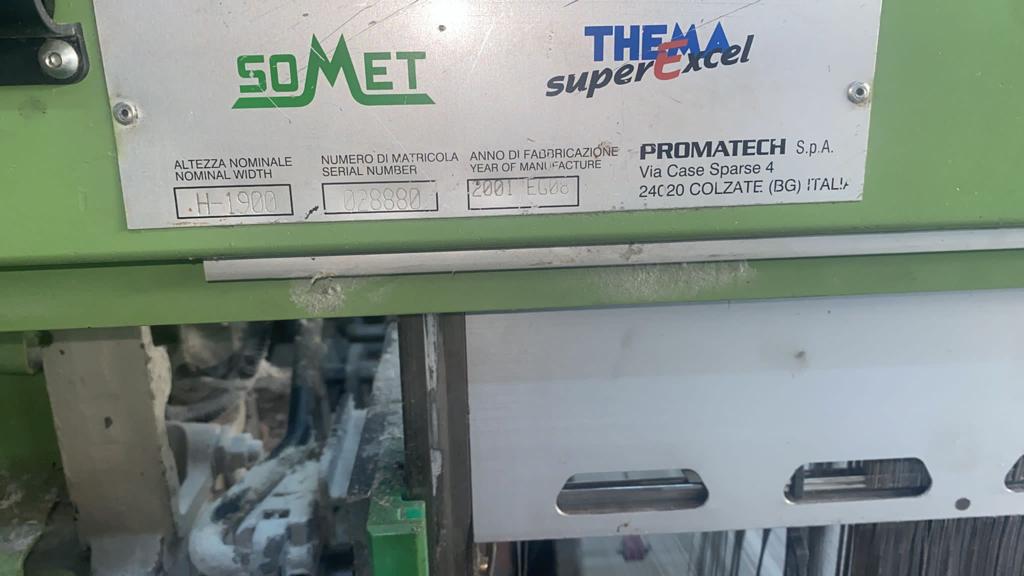 SOMET
THEMA
superExcel
ALTEZZA NOMINALE
NOMINAL WIDTH
H-1900
NUMERO DI MATRICOLA
SERIAL NUMBER
028880
ANNO DI FABBRICAZIONE
YEAR OF MANUFACTURE
2001 EG08
PROMATECH S.p.A.
Via Case Sparse 4
24020 COLZATE (BG) ITALIA